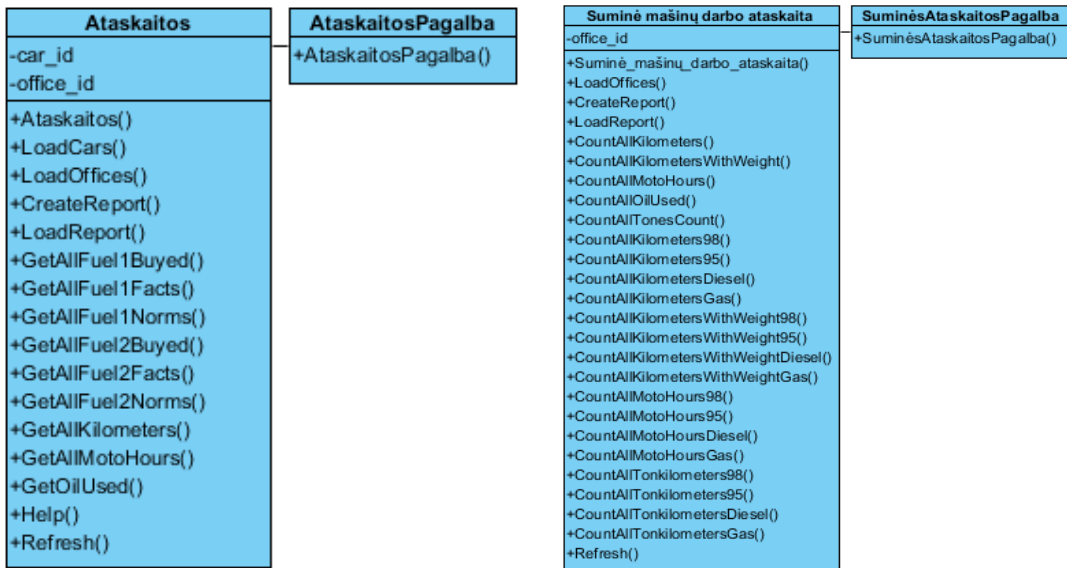 Ataskaitos
-car_id
-office_id
+Ataskaitos()
+LoadCars()
+LoadOffices()
+CreateReport()
+LoadReport()
+GetAllFuel1Buyed()
+GetAllFuel1Facts()
+GetAllFuel1Norms()
+GetAllFuel2Buyed()
+GetAllFuel2Facts()
+GetAllFuel2Norms()
+GetAllKilometers()
+GetAllMotoHours()
+GetOilUsed()
+Help()
+Refresh()
AtaskaitosPagalba
+AtaskaitosPagalba()
Suminė mašinų darbo ataskaita
-office_id
+Suminė_mašinų_darbo_ataskaita()
+LoadOffices()
+CreateReport()
+LoadReport()
+CountAllKilometers()
+CountAllKilometersWithWeight()
+CountAllMotoHours()
+CountAllOilUsed()
+CountAllTonesCount()
+CountAllKilometers98()
+CountAllKilometers95()
+CountAllKilometersDiesel()
+CountAllKilometersGas()
+CountAllKilometersWithWeight98()
+CountAllKilometersWithWeight95()
+CountAllKilometersWithWeightDiesel()
+CountAllKilometersWithWeightGas()
+CountAllMotoHours98()
+CountAllMotoHours95()
+CountAllMotoHoursDiesel()
+CountAllMotoHoursGas()
+CountAllTonkilometers98()
+CountAllTonkilometers95()
+CountAllTonkilometersDiesel()
+CountAllTonkilometersGas()
+Refresh()
SuminėsAtaskaitosPagalba
+SuminėsAtaskaitosPagalba()